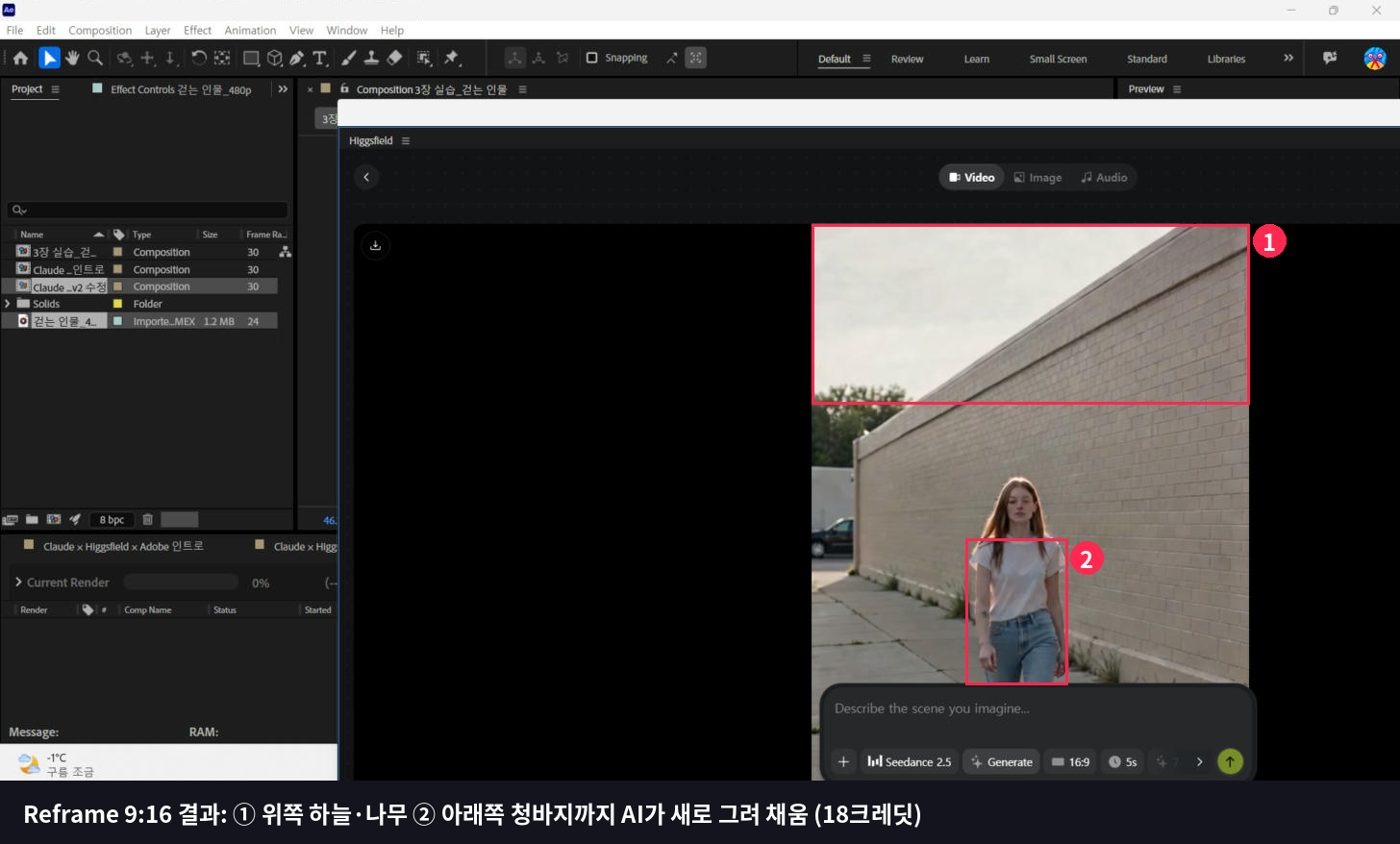 Ae
File Edit Composition Layer Effect Animation View Window Help
Snapping
Default Review Learn Small Screen Standard Libraries
Project Effect Controls 걷는 인물_480p
Composition 3장 실습_걷는 인물
Preview
3장
Higgsfield
Video Image Audio
Name Type Size Frame Ra...
3장 실습_걷... Composition 30
Claude ...인트로 Composition 30
Claude ...v2 수정 Composition 30
Solids Folder
걷는 인물_4... Importe...MEX 1.2 MB 24
1
2
8 bpc
46.
Claude × Higgsfield × Adobe 인트로 Claude × Higg
Current Render 0% (--
Render # Comp Name Status Started
Message: RAM:
-1°C
구름 조금
Describe the scene you imagine...
Seedance 2.5 Generate 16:9 5s
Reframe 9:16 결과: ① 위쪽 하늘·나무 ② 아래쪽 청바지까지 AI가 새로 그려 채움 (18크레딧)